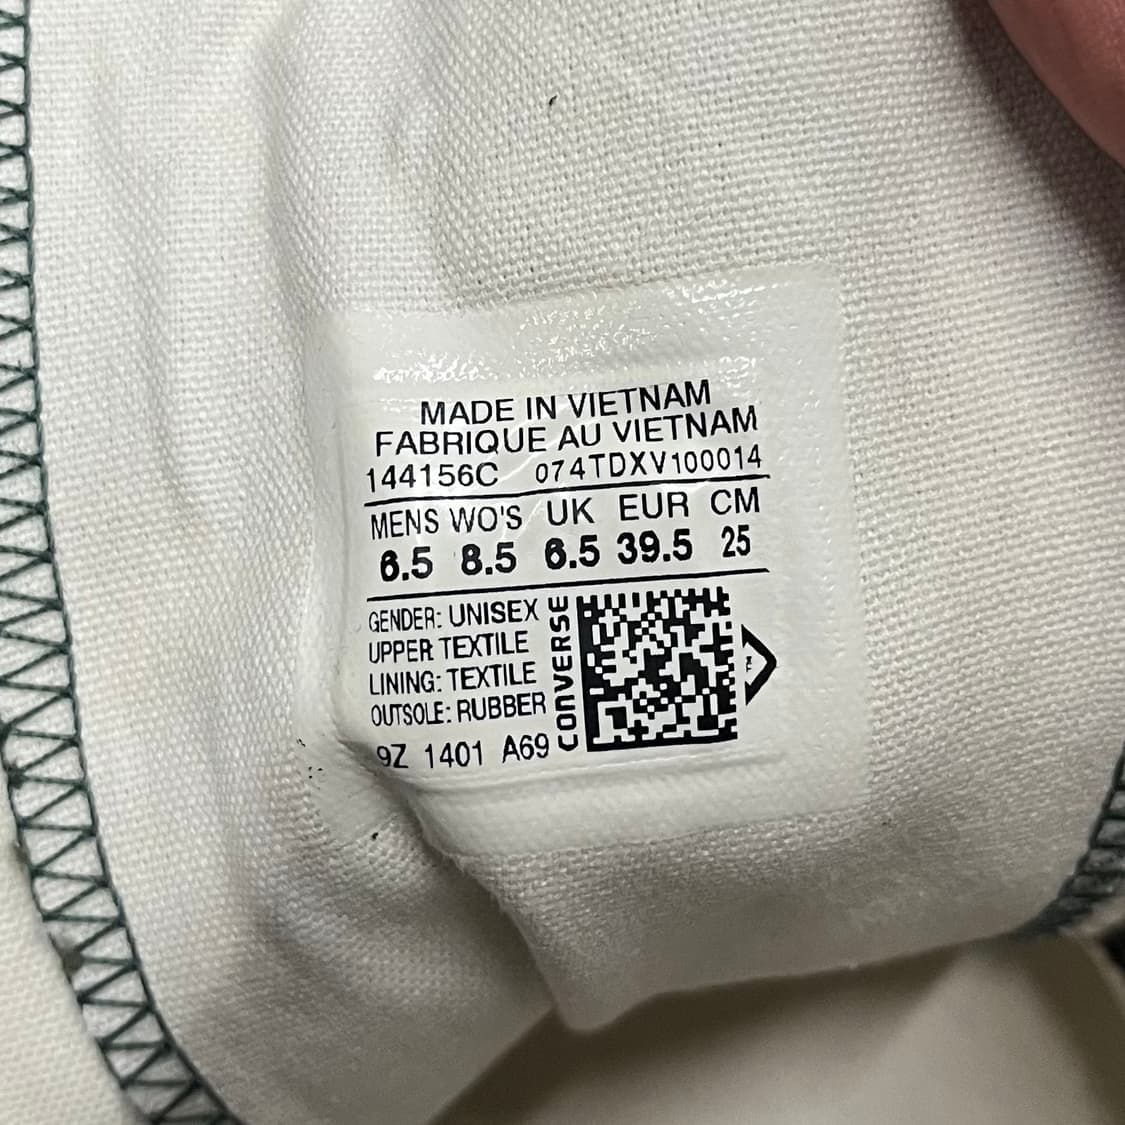 MADE IN VIETNAM
FABRIQUE AU VIETNAM
144156C 074TDXV100014
MENS WO'S UK EUR CM
6.5 8.5 6.5 39.5 25
GENDER: UNISEX
UPPER TEXTILE
LINING: TEXTILE
OUTSOLE: RUBBER
9Z 1401 A69
CONVERSE